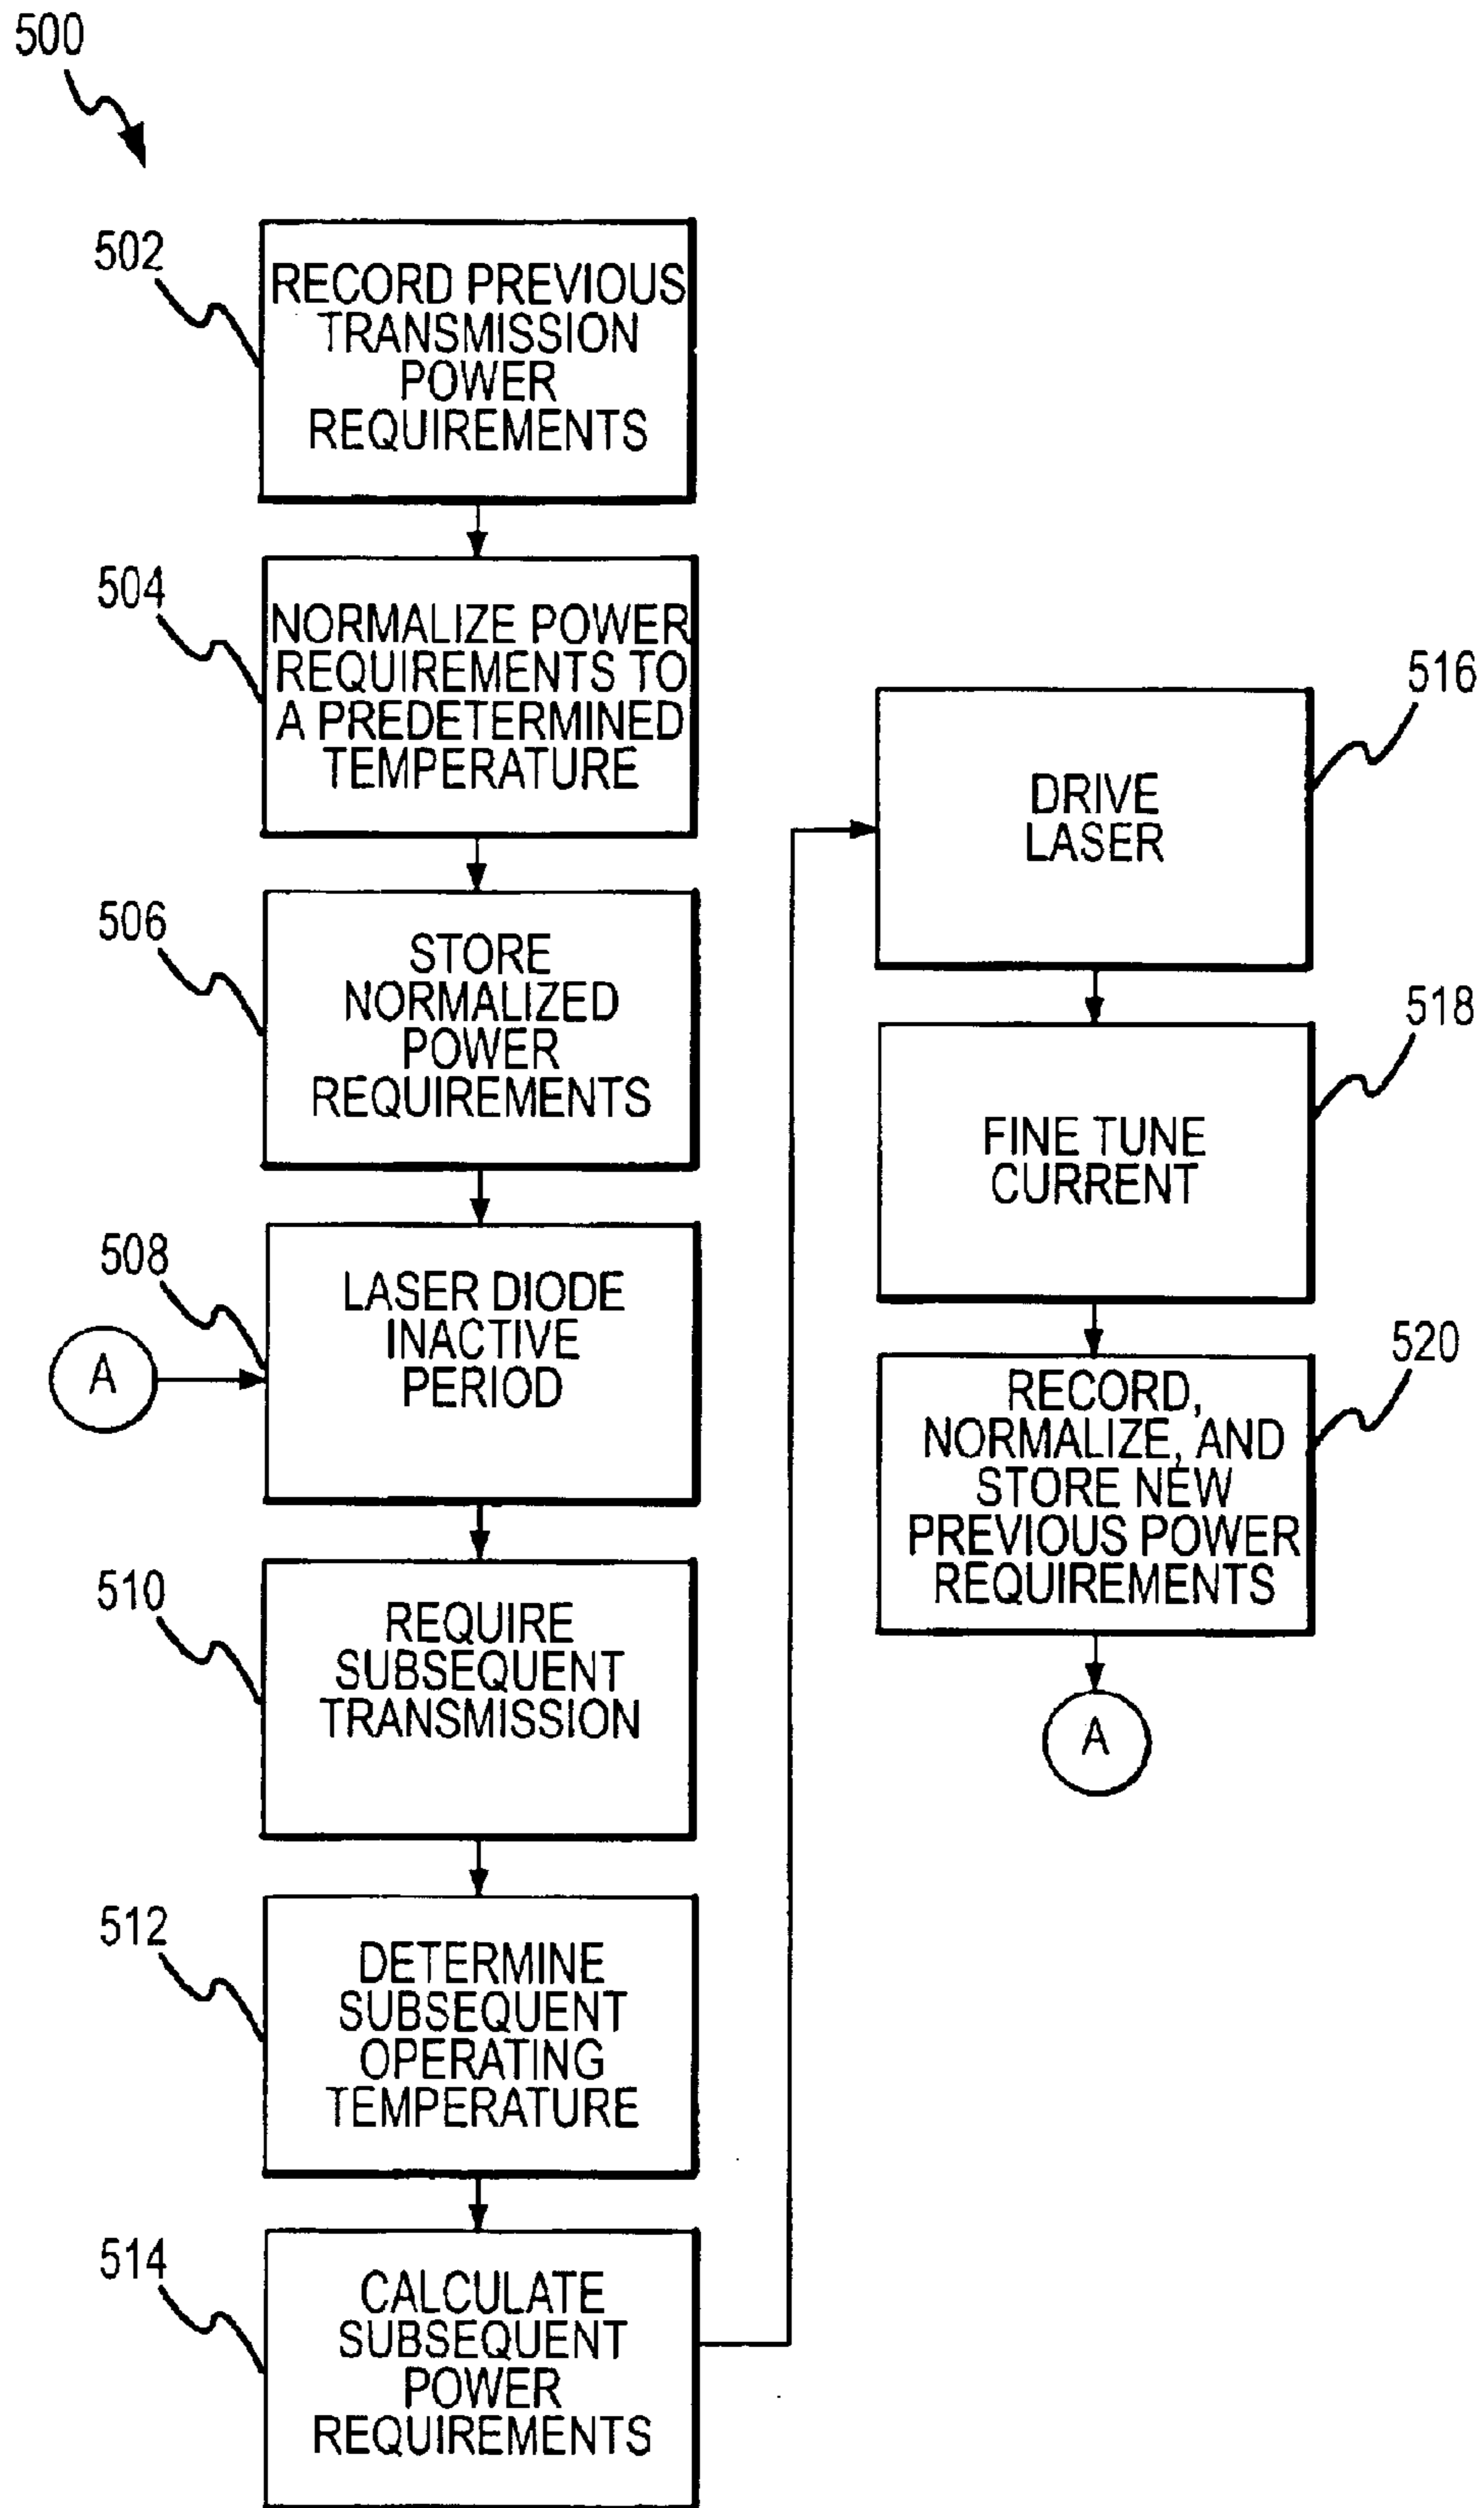 500
502
RECORD PREVIOUS
TRANSMISSION
POWER
REQUIREMENTS
504
NORMALIZE POWER
REQUIREMENTS TO
A PREDETERMINED
TEMPERATURE
506
STORE
NORMALIZED
POWER
REQUIREMENTS
508
A
LASER DIODE
INACTIVE
PERIOD
510
REQUIRE
SUBSEQUENT
TRANSMISSION
512
DETERMINE
SUBSEQUENT
OPERATING
TEMPERATURE
514
CALCULATE
SUBSEQUENT
POWER
REQUIREMENTS
516
DRIVE
LASER
518
FINE TUNE
CURRENT
520
RECORD,
NORMALIZE, AND
STORE NEW
PREVIOUS POWER
REQUIREMENTS
A